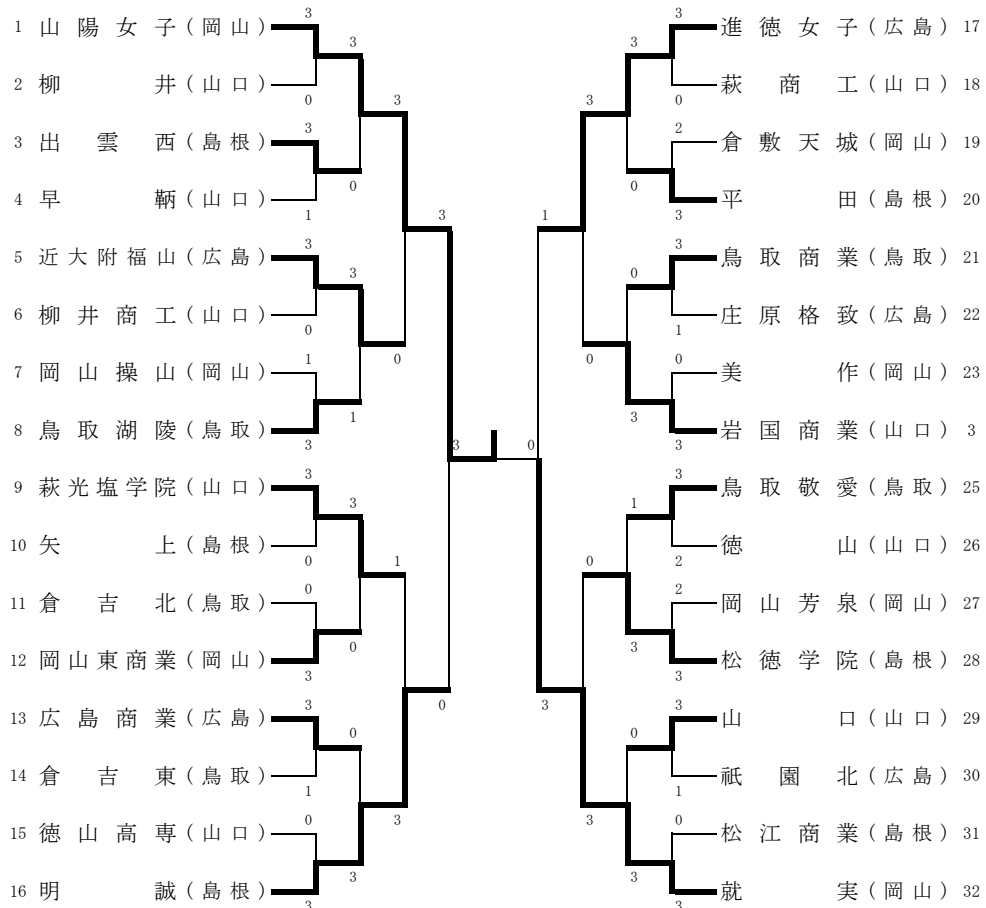 1 山陽女子(岡山)
2 柳井(山口)
3 出雲西(島根)
4 早鞆(山口)
5 近大附福山(広島)
6 柳井商工(山口)
7 岡山操山(岡山)
8 鳥取湖陵(鳥取)
9 萩光塩学院(山口)
10 矢上(島根)
11 倉吉北(鳥取)
12 岡山東商業(岡山)
13 広島商業(広島)
14 倉吉東(鳥取)
15 徳山高専(山口)
16 明誠(島根)
3
0
3
1
3
0
1
3
3
0
0
3
3
1
0
3
3
0
3
1
3
0
0
3
3
0
1
3
3
0
3 0
1
3
3
0
0
3
3
0
0
3
1
3
0
3
3
0
2
3
3
1
0
3
3
2
2
3
3
1
0
3
進徳女子(広島) 17
萩商工(山口) 18
倉敷天城(岡山) 19
平田(島根) 20
鳥取商業(鳥取) 21
庄原格致(広島) 22
美作(岡山) 23
岩国商業(山口) 3
鳥取敬愛(鳥取) 25
徳山(山口) 26
岡山芳泉(岡山) 27
松徳学院(島根) 28
山口(山口) 29
祇園北(広島) 30
松江商業(島根) 31
就実(岡山) 32